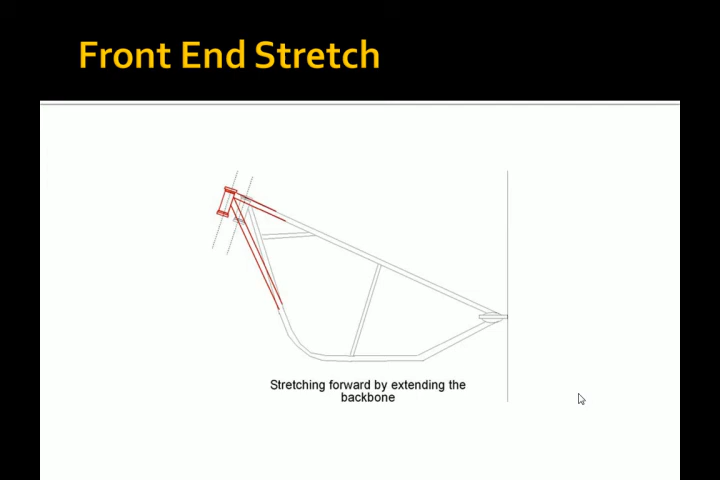 Front End Stretch
Stretching forward by extending the
backbone